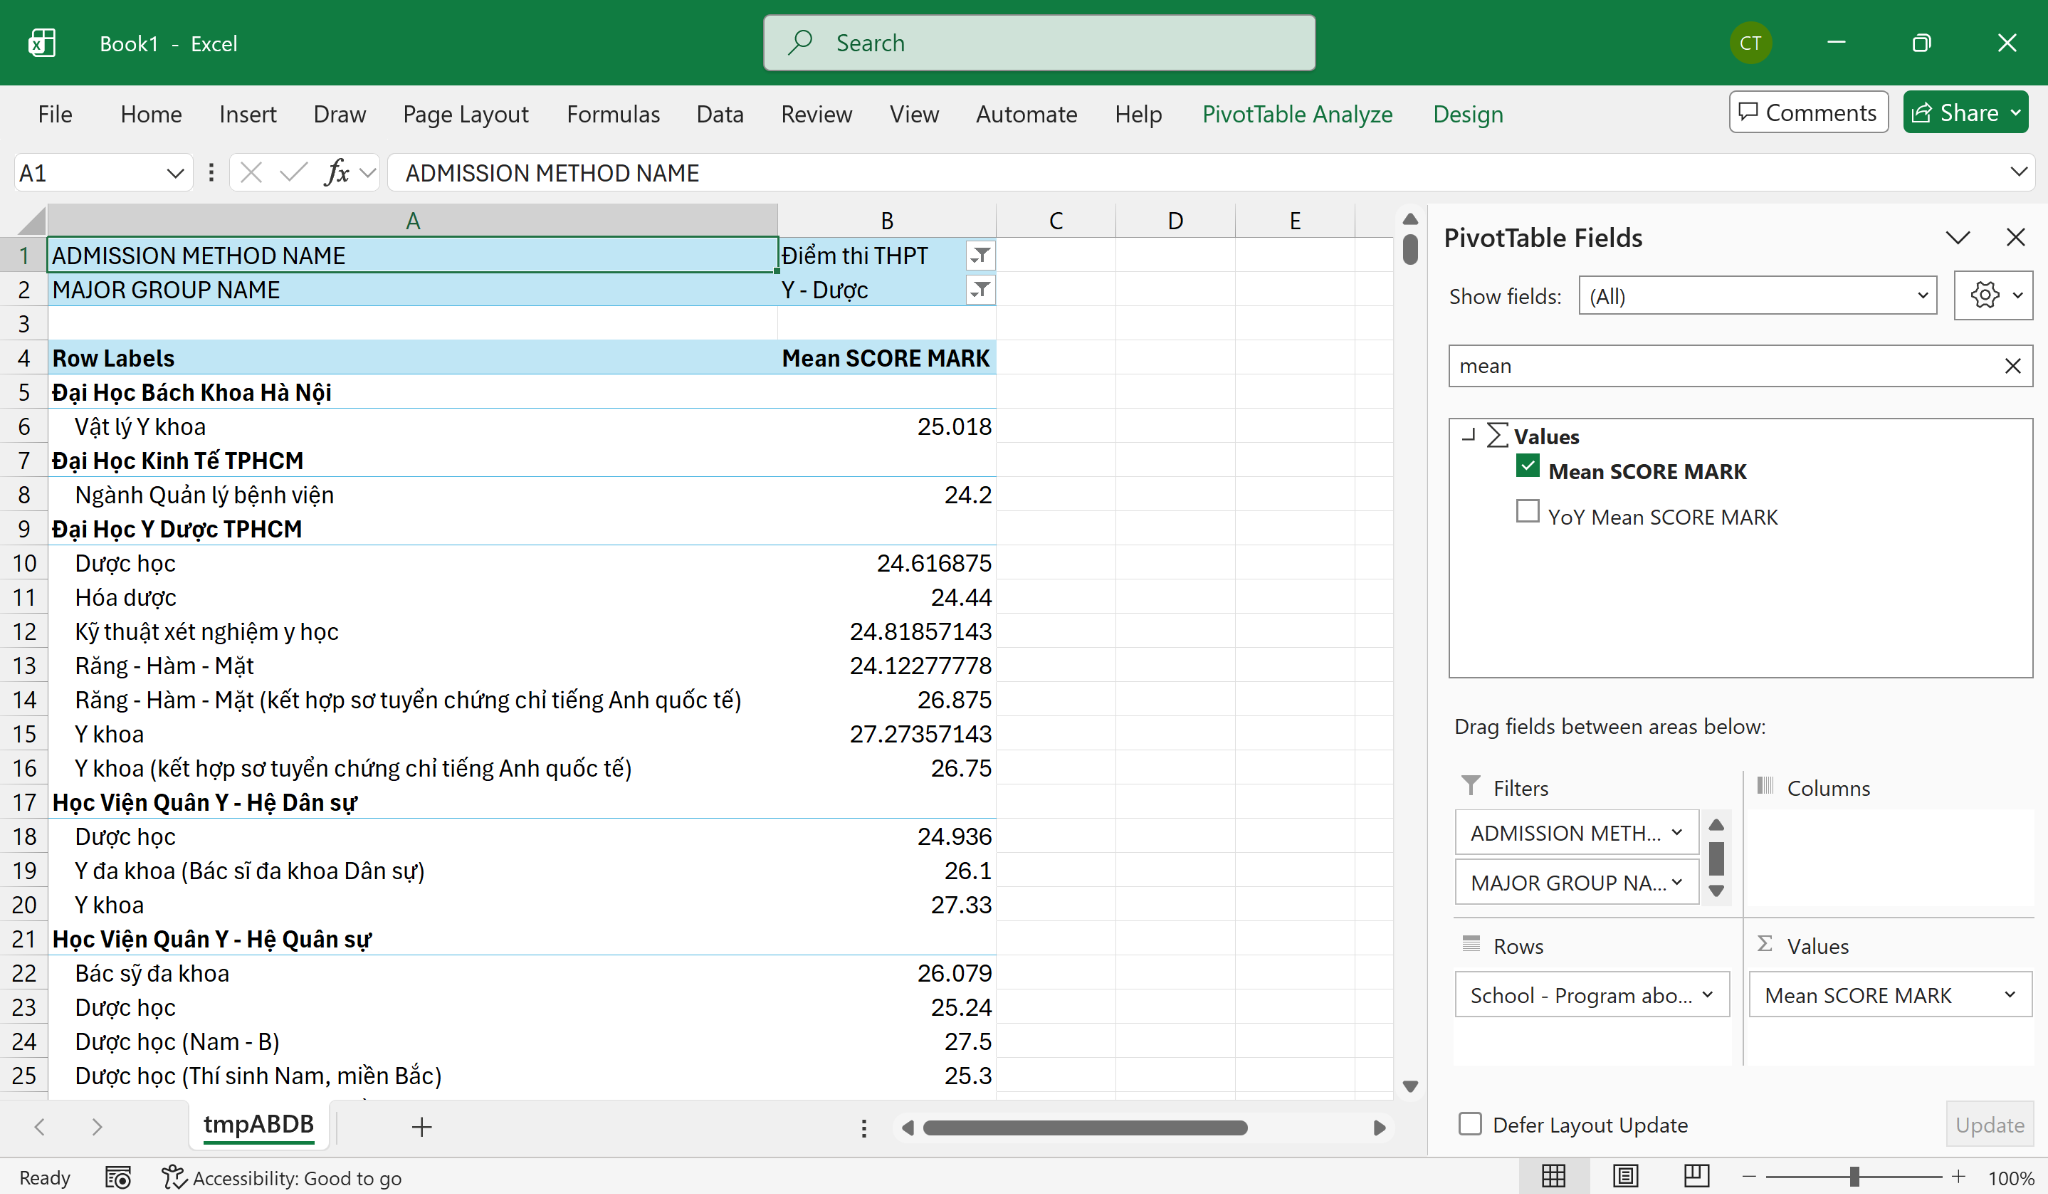 Book1 - Excel
Search
CT
File Home Insert Draw Page Layout Formulas Data Review View Automate Help PivotTable Analyze Design
Comments
Share
A1
fx
ADMISSION METHOD NAME
A B C D E
1 ADMISSION METHOD NAME Điểm thi THPT
2 MAJOR GROUP NAME Y - Dược
3
4 Row Labels Mean SCORE MARK
5 Đại Học Bách Khoa Hà Nội
6 Vật lý Y khoa 25.018
7 Đại Học Kinh Tế TPHCM
8 Ngành Quản lý bệnh viện 24.2
9 Đại Học Y Dược TPHCM
10 Dược học 24.616875
11 Hóa dược 24.44
12 Kỹ thuật xét nghiệm y học 24.81857143
13 Răng - Hàm - Mặt 24.12277778
14 Răng - Hàm - Mặt (kết hợp sơ tuyển chứng chỉ tiếng Anh quốc tế) 26.875
15 Y khoa 27.27357143
16 Y khoa (kết hợp sơ tuyển chứng chỉ tiếng Anh quốc tế) 26.75
17 Học Viện Quân Y - Hệ Dân sự
18 Dược học 24.936
19 Y đa khoa (Bác sĩ đa khoa Dân sự) 26.1
20 Y khoa 27.33
21 Học Viện Quân Y - Hệ Quân sự
22 Bác sỹ đa khoa 26.079
23 Dược học 25.24
24 Dược học (Nam - B) 27.5
25 Dược học (Thí sinh Nam, miền Bắc) 25.3
PivotTable Fields
Show fields: (All)
mean
Σ Values
Mean SCORE MARK
YoY Mean SCORE MARK
Drag fields between areas below:
Filters
ADMISSION METH...
MAJOR GROUP NA...
Columns
Rows
School - Program abo...
Σ Values
Mean SCORE MARK
Defer Layout Update
Update
tmpABDB
Ready
Accessibility: Good to go
100%